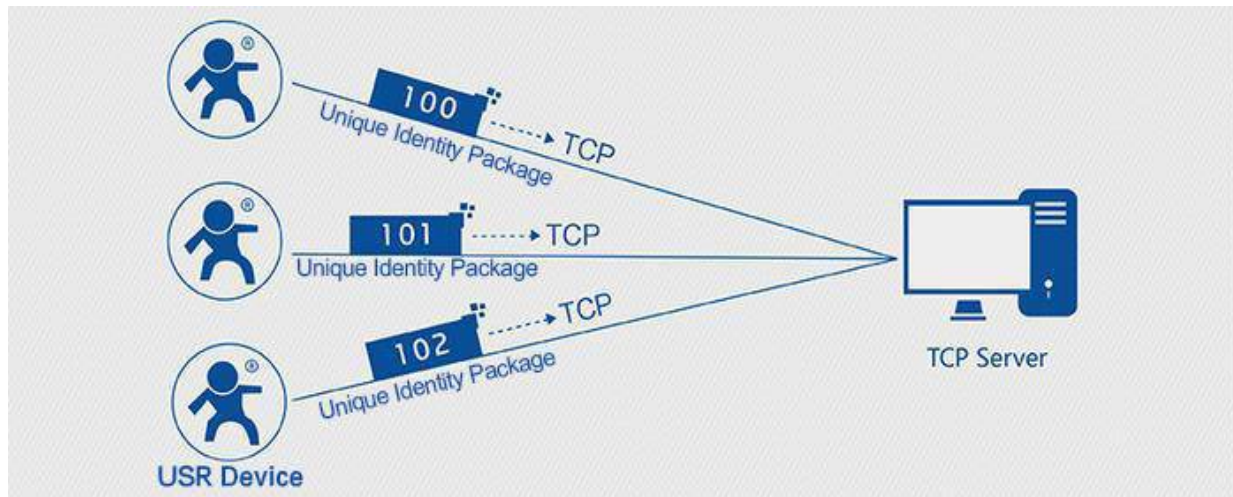 ®
100
Unique Identity Package
TCP
®
101
Unique Identity Package
TCP
®
102
Unique Identity Package
TCP
USR Device
TCP Server